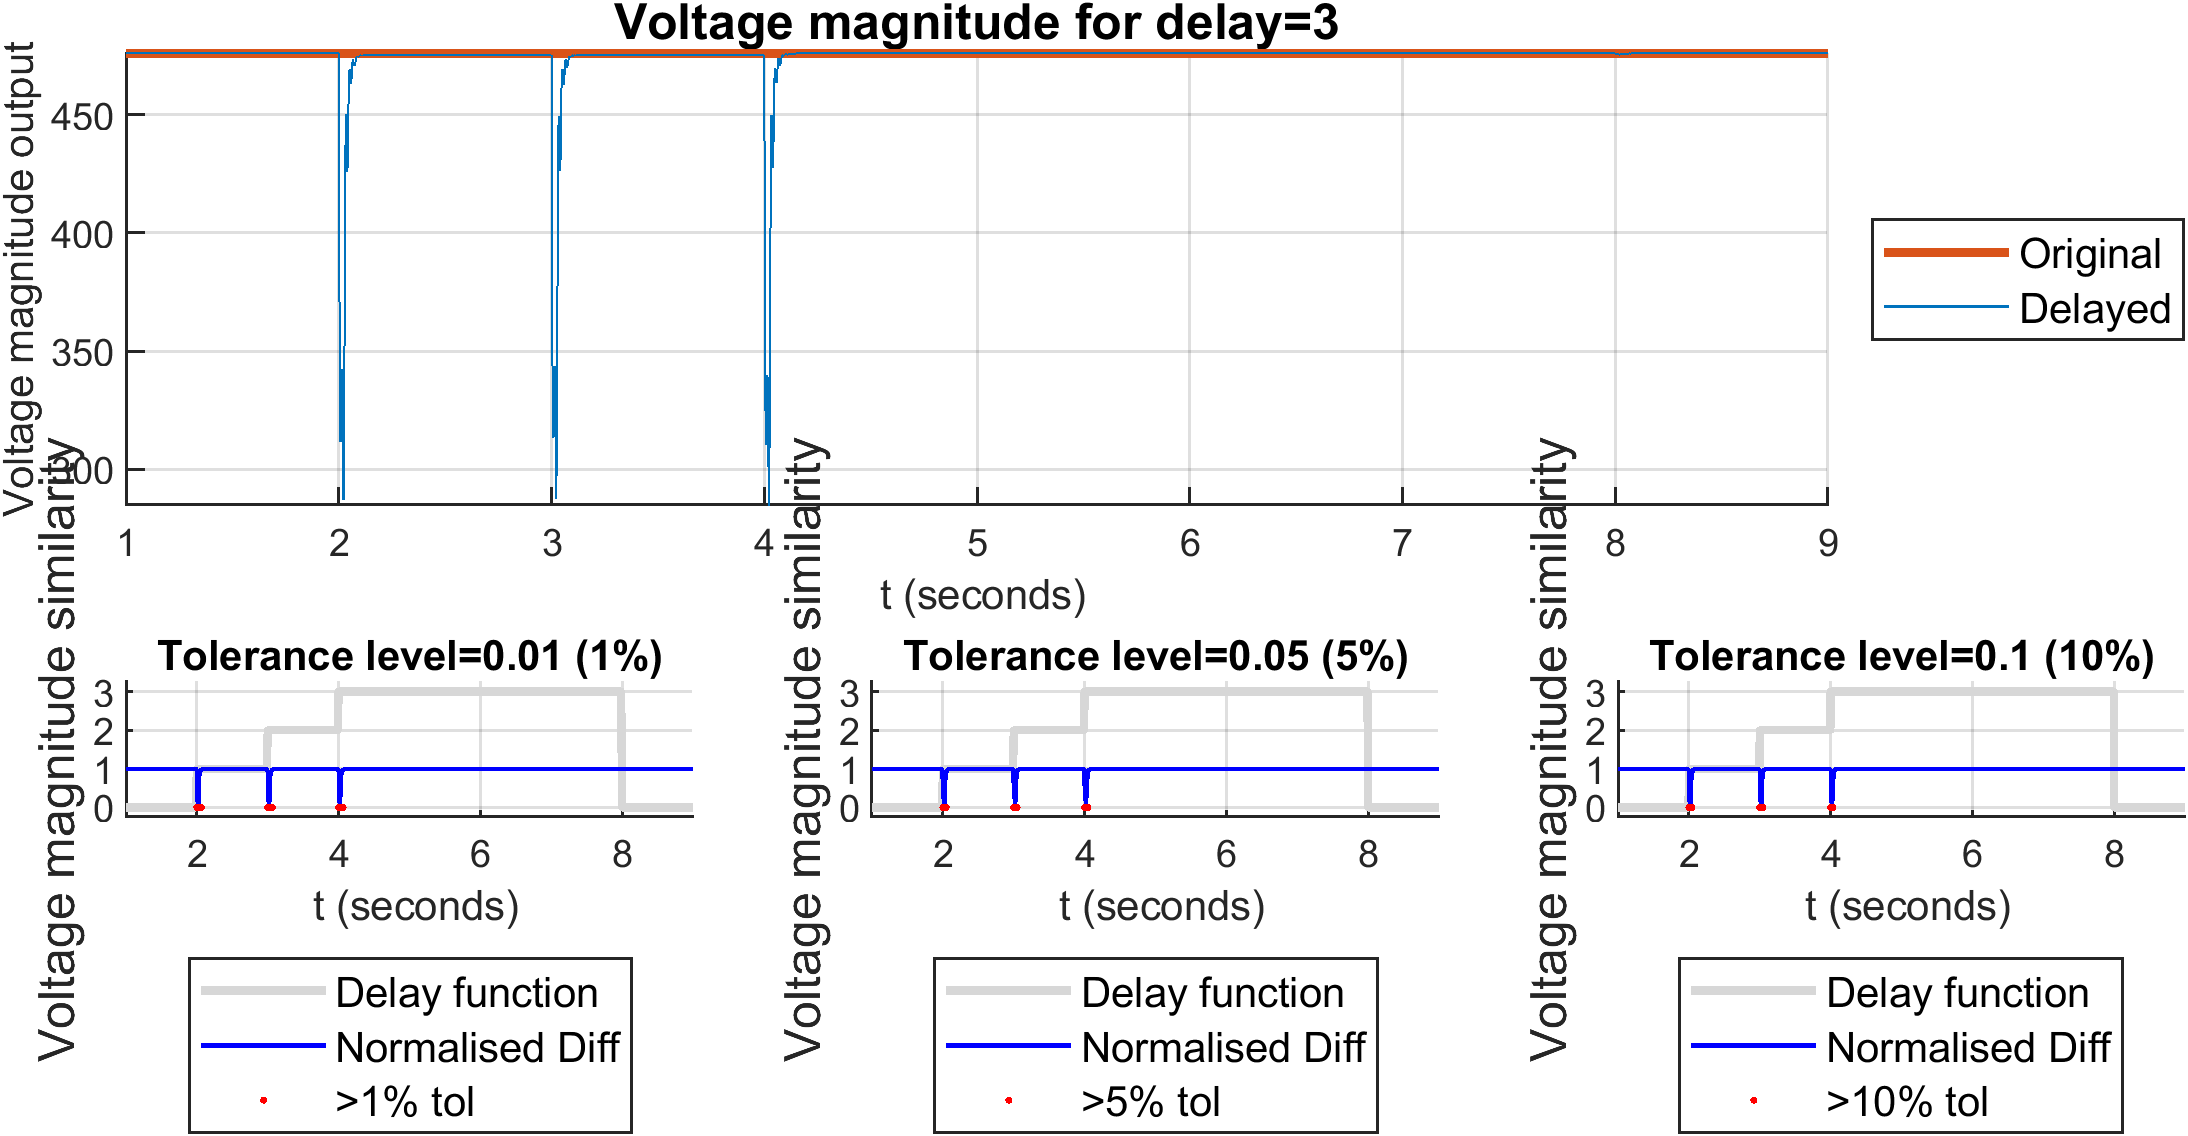 Voltage magnitude for delay=3
Voltage magnitude output
450
400
350
300
1 2 3 4 5 6 7 8 9
t (seconds)
Original
Delayed
Tolerance level=0.01 (1%)
Voltage magnitude similarity
3
2
1
0
2 4 6 8
t (seconds)
Delay function
Normalised Diff
>1% tol
Tolerance level=0.05 (5%)
Voltage magnitude similarity
3
2
1
0
2 4 6 8
t (seconds)
Delay function
Normalised Diff
>5% tol
Tolerance level=0.1 (10%)
Voltage magnitude similarity
3
2
1
0
2 4 6 8
t (seconds)
Delay function
Normalised Diff
>10% tol